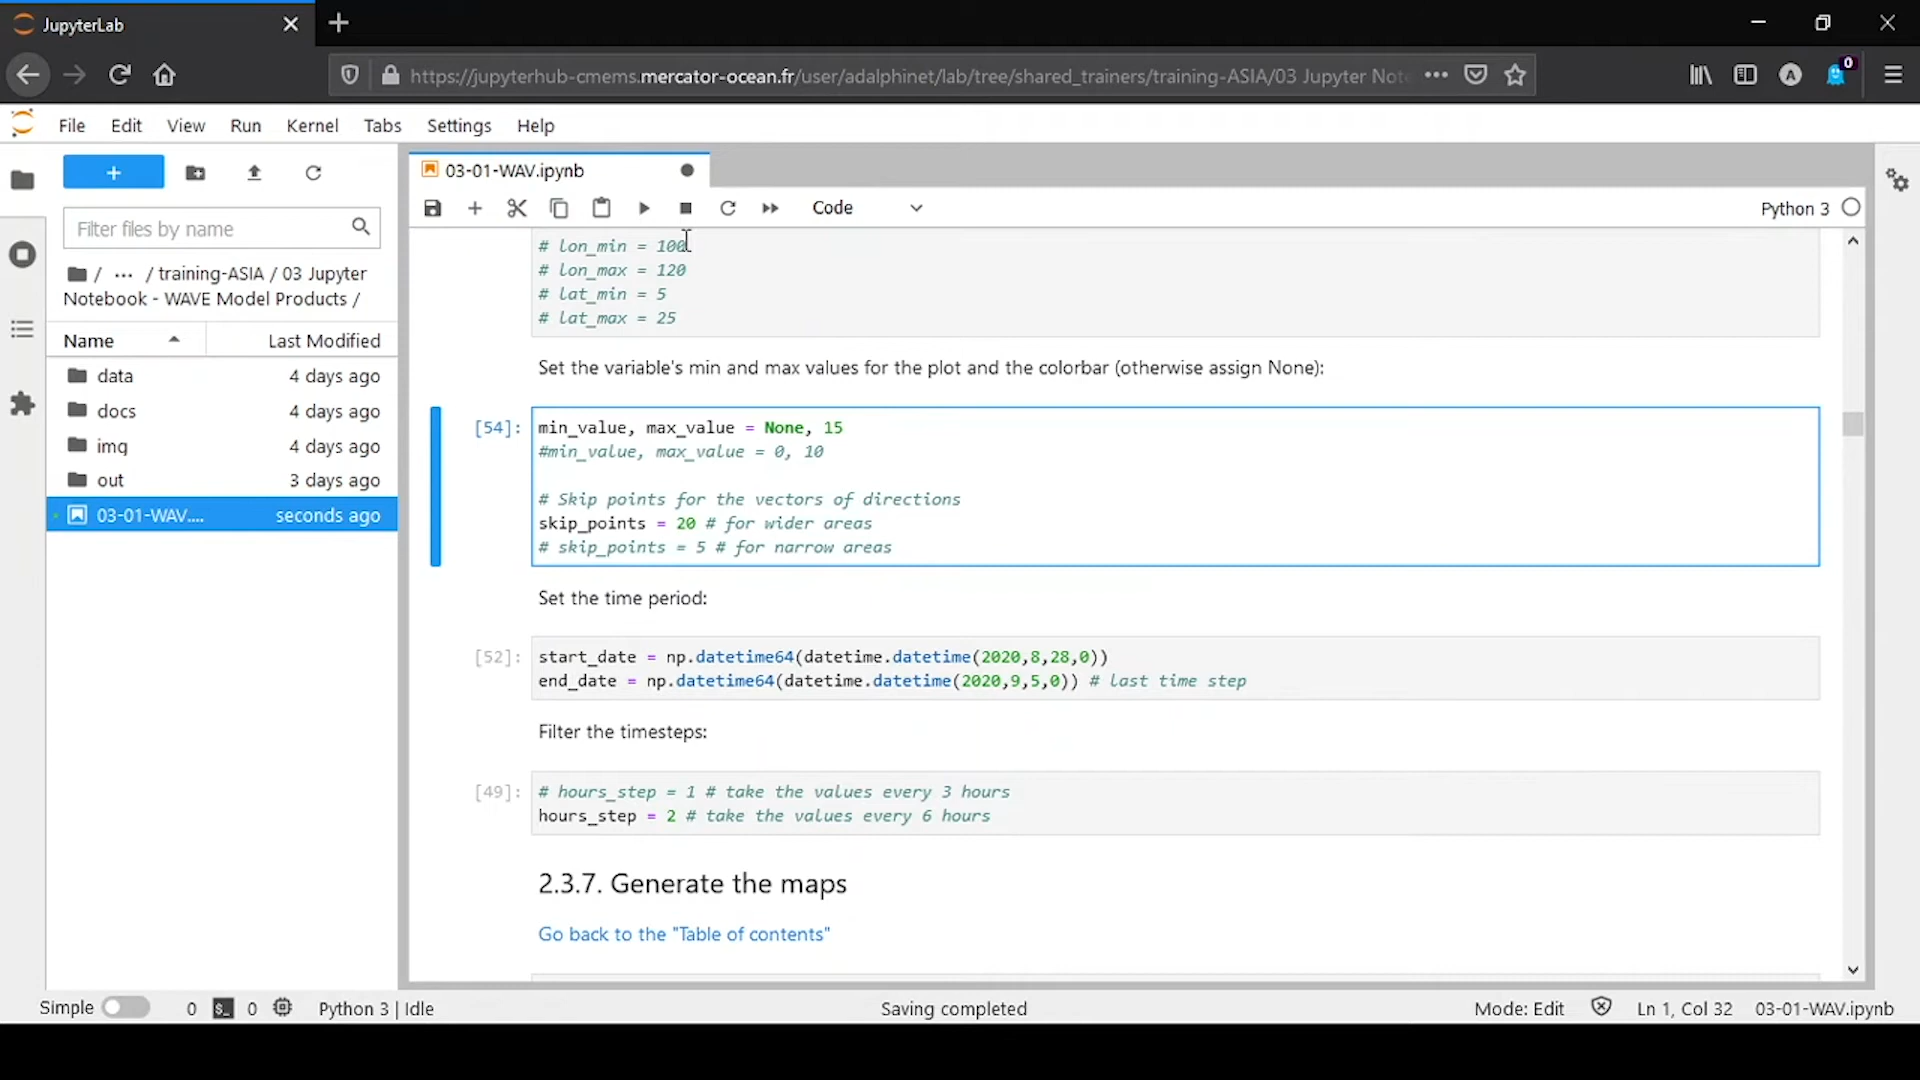 JupyterLab
https://jupyterhub-cmems.mercator-ocean.fr/user/adalphinet/lab/tree/shared_trainers/training-ASIA/03 Jupyter Not
A
0
File Edit View Run Kernel Tabs Settings Help
03-01-WAV.ipynb
Code
Python 3
Filter files by name
/ ... / training-ASIA / 03 Jupyter
Notebook - WAVE Model Products /
Name Last Modified
data 4 days ago
docs 4 days ago
img 4 days ago
out 3 days ago
03-01-WAV.... seconds ago
# lon_min = 100
# lon_max = 120
# lat_min = 5
# lat_max = 25
Set the variable's min and max values for the plot and the colorbar (otherwise assign None):
[54]: min_value, max_value = None, 15
#min_value, max_value = 0, 10
# Skip points for the vectors of directions
skip_points = 20 # for wider areas
# skip_points = 5 # for narrow areas
Set the time period:
[52]: start_date = np.datetime64(datetime.datetime(2020,8,28,0))
end_date = np.datetime64(datetime.datetime(2020,9,5,0)) # last time step
Filter the timesteps:
[49]: # hours_step = 1 # take the values every 3 hours
hours_step = 2 # take the values every 6 hours
2.3.7. Generate the maps
Go back to the "Table of contents"
Simple 0 $_ 0 Python 3 | Idle Saving completed Mode: Edit Ln 1, Col 32 03-01-WAV.ipynb